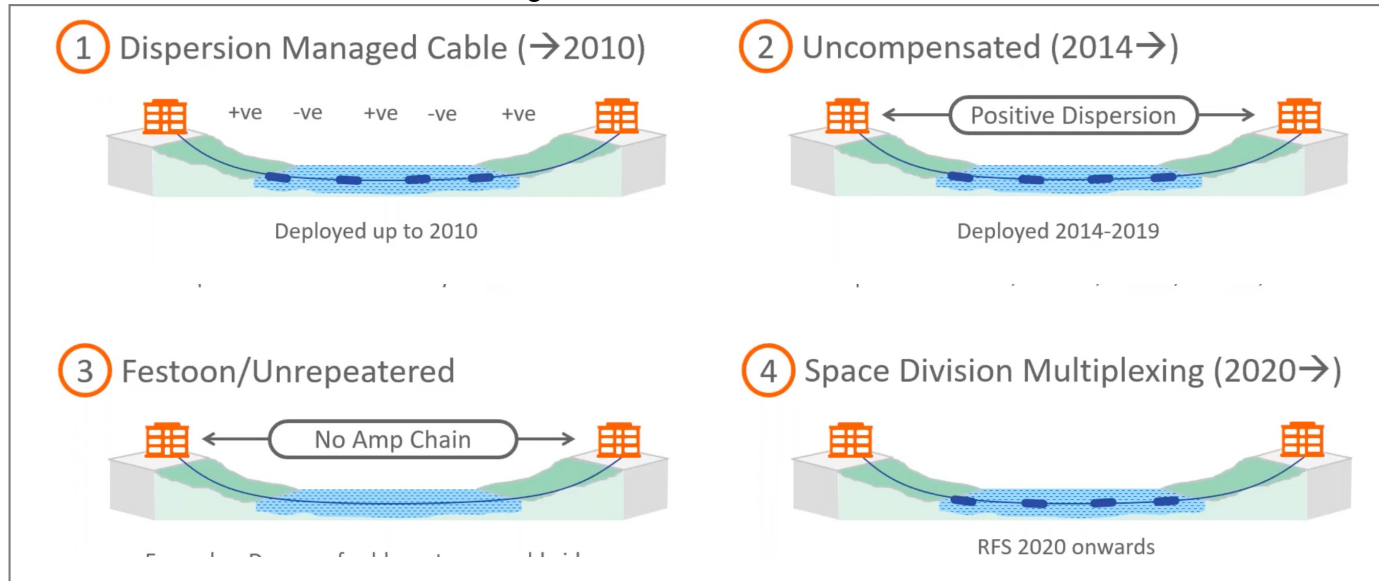 1 Dispersion Managed Cable (→2010)
+ve -ve +ve -ve +ve
Deployed up to 2010
2 Uncompensated (2014→)
Positive Dispersion
Deployed 2014-2019
3 Festoon/Unrepeatered
No Amp Chain
4 Space Division Multiplexing (2020→)
RFS 2020 onwards